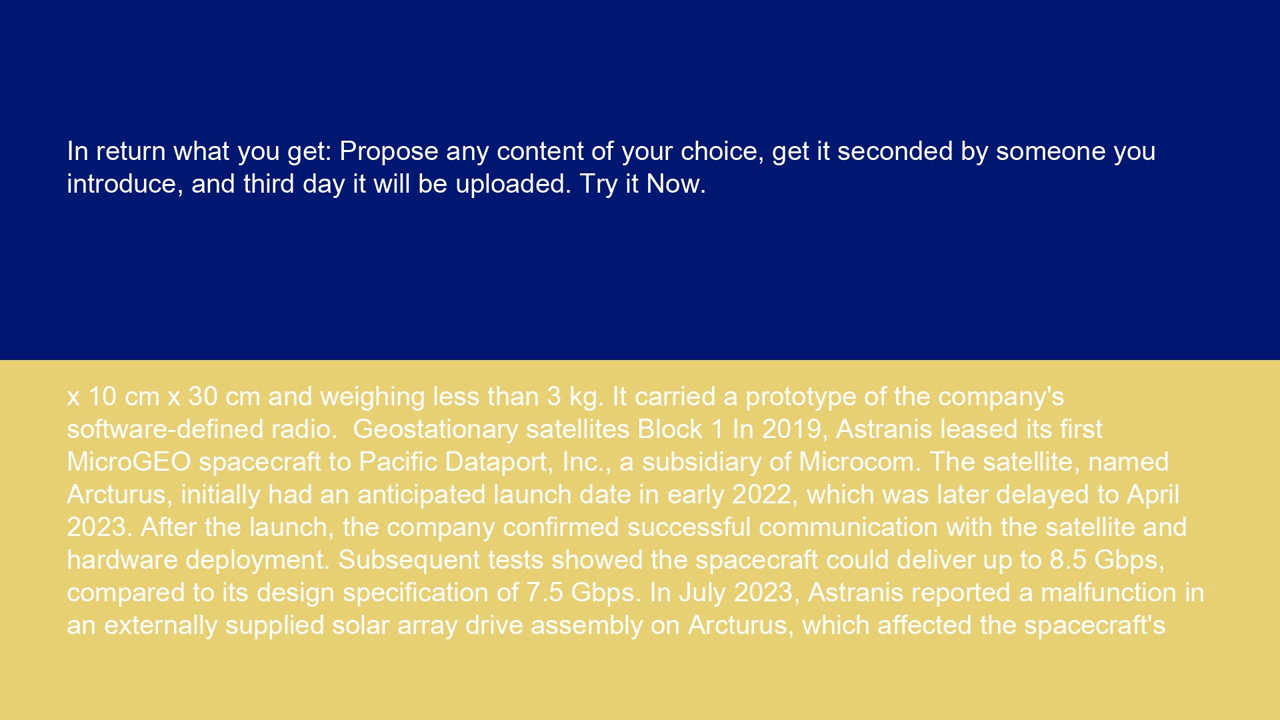 In return what you get: Propose any content of your choice, get it seconded by someone you
introduce, and third day it will be uploaded. Try it Now.
x 10 cm x 30 cm and weighing less than 3 kg. It carried a prototype of the company's
software-defined radio.  Geostationary satellites Block 1 In 2019, Astranis leased its first
MicroGEO spacecraft to Pacific Dataport, Inc., a subsidiary of Microcom. The satellite, named
Arcturus, initially had an anticipated launch date in early 2022, which was later delayed to April
2023. After the launch, the company confirmed successful communication with the satellite and
hardware deployment. Subsequent tests showed the spacecraft could deliver up to 8.5 Gbps,
compared to its design specification of 7.5 Gbps. In July 2023, Astranis reported a malfunction in
an externally supplied solar array drive assembly on Arcturus, which affected the spacecraft's